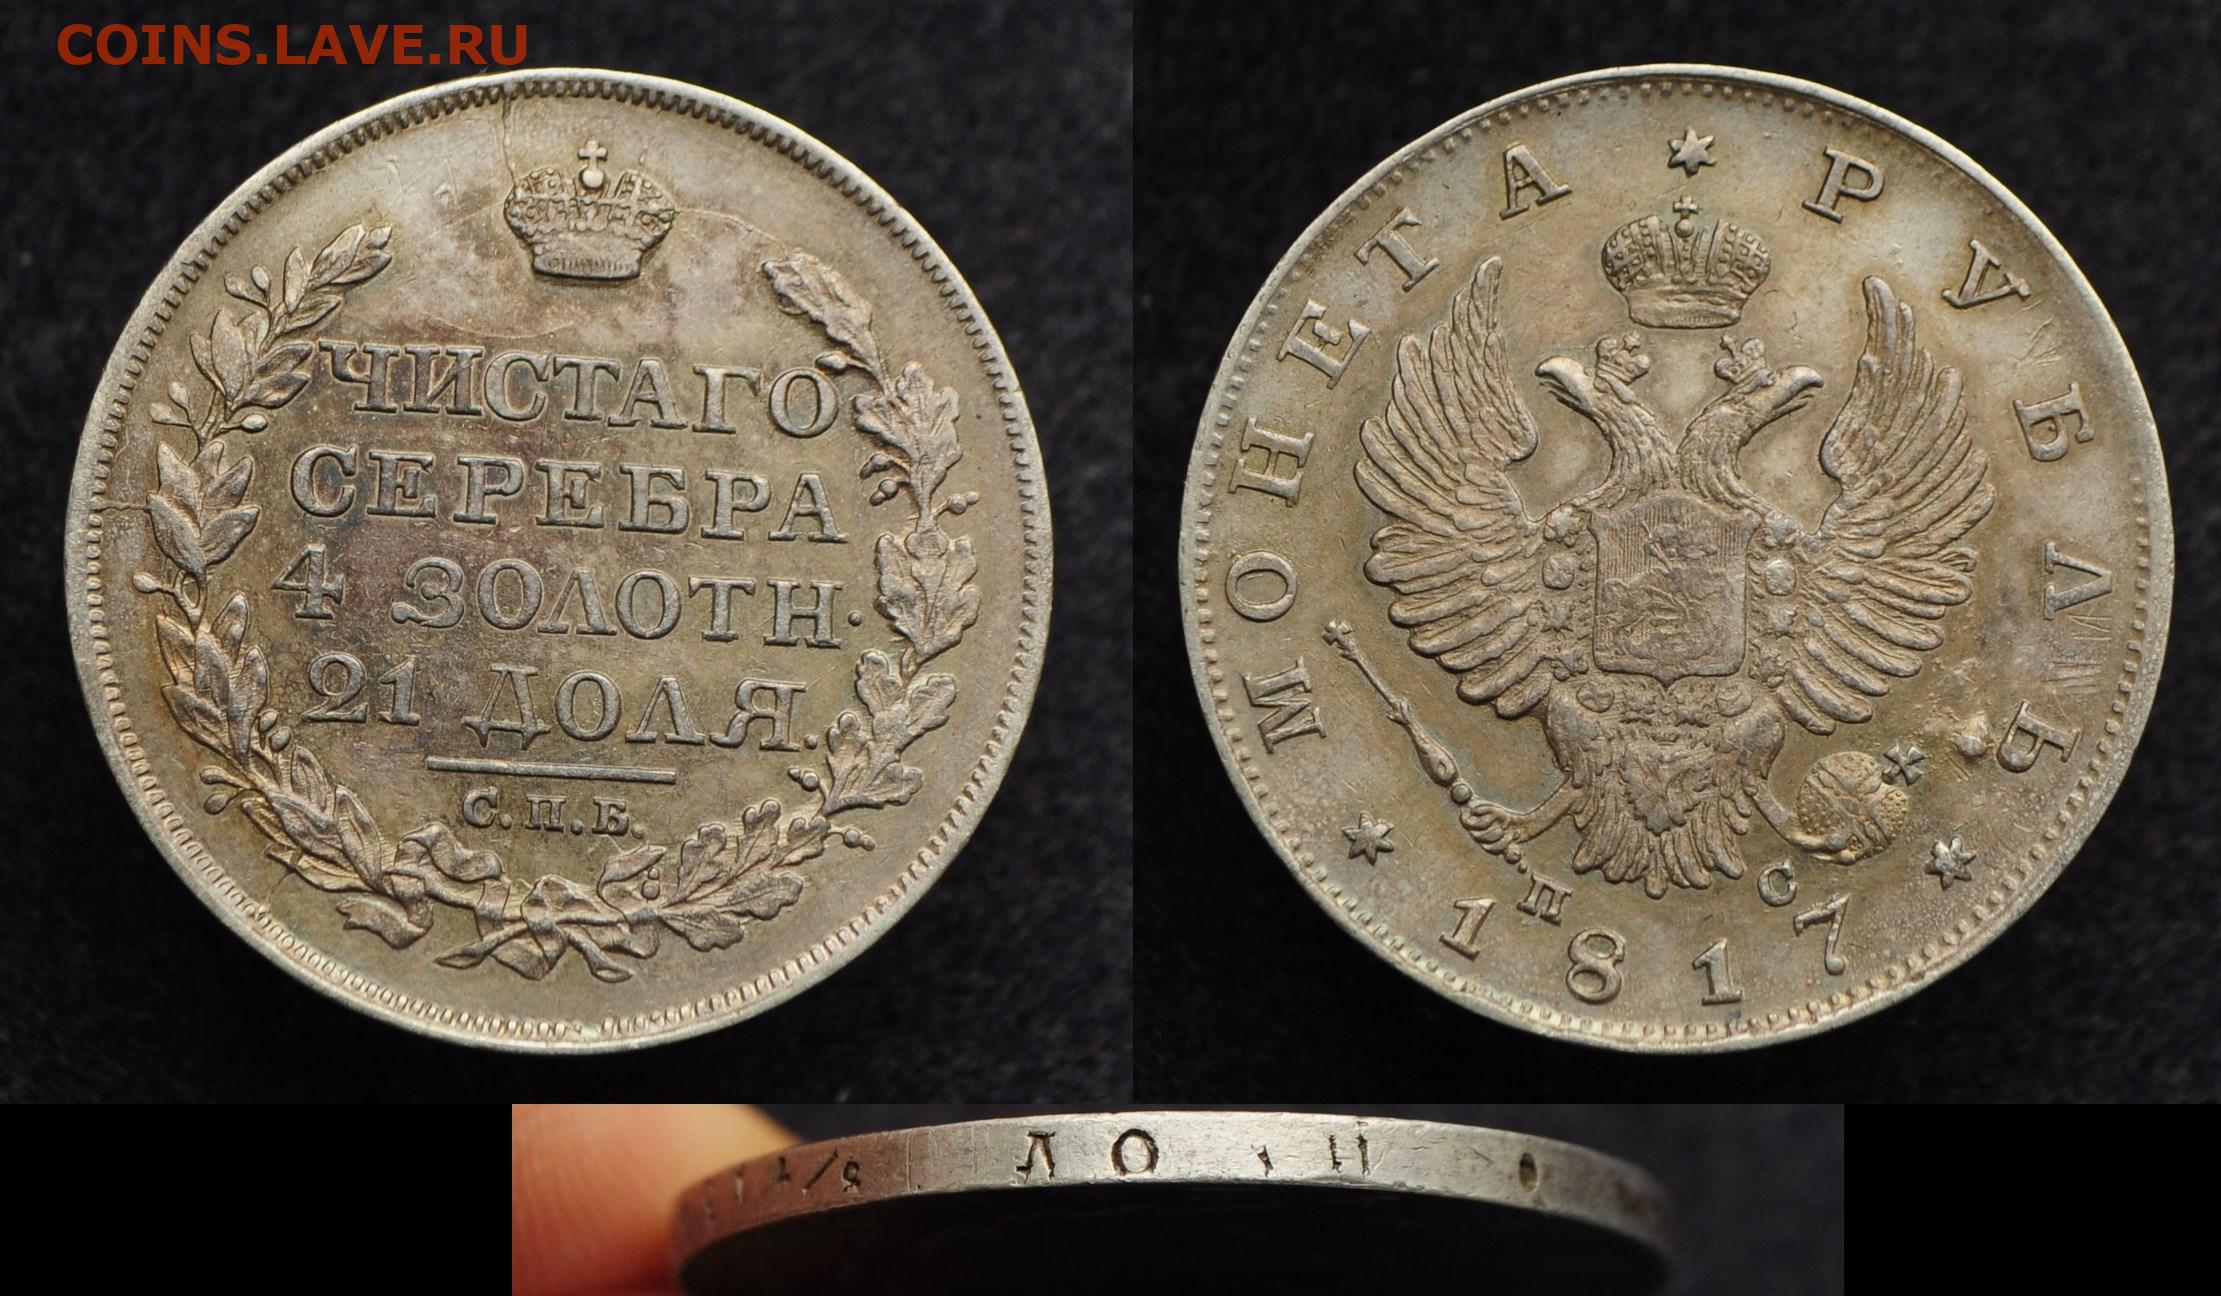 COINS.LAVE.RU
ЧИСТАГО
СЕРЕБРА
4 ЗОЛОТН.
21 ДОЛЯ.
С.П.Б.
МОНЕТА * РУБЛЬ
П С
* 1817 *